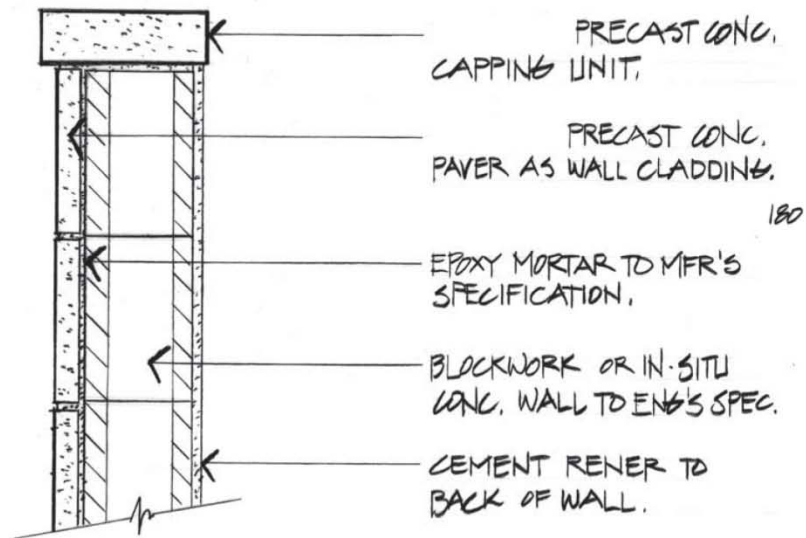 PRECAST CONC.
CAPPING UNIT.
PRECAST CONC.
PAVER AS WALL CLADDING.
180
EPOXY MORTAR TO MFR'S
SPECIFICATION.
BLOCKWORK OR IN-SITU
CONC. WALL TO ENG'S SPEC.
CEMENT RENER TO
BACK OF WALL.